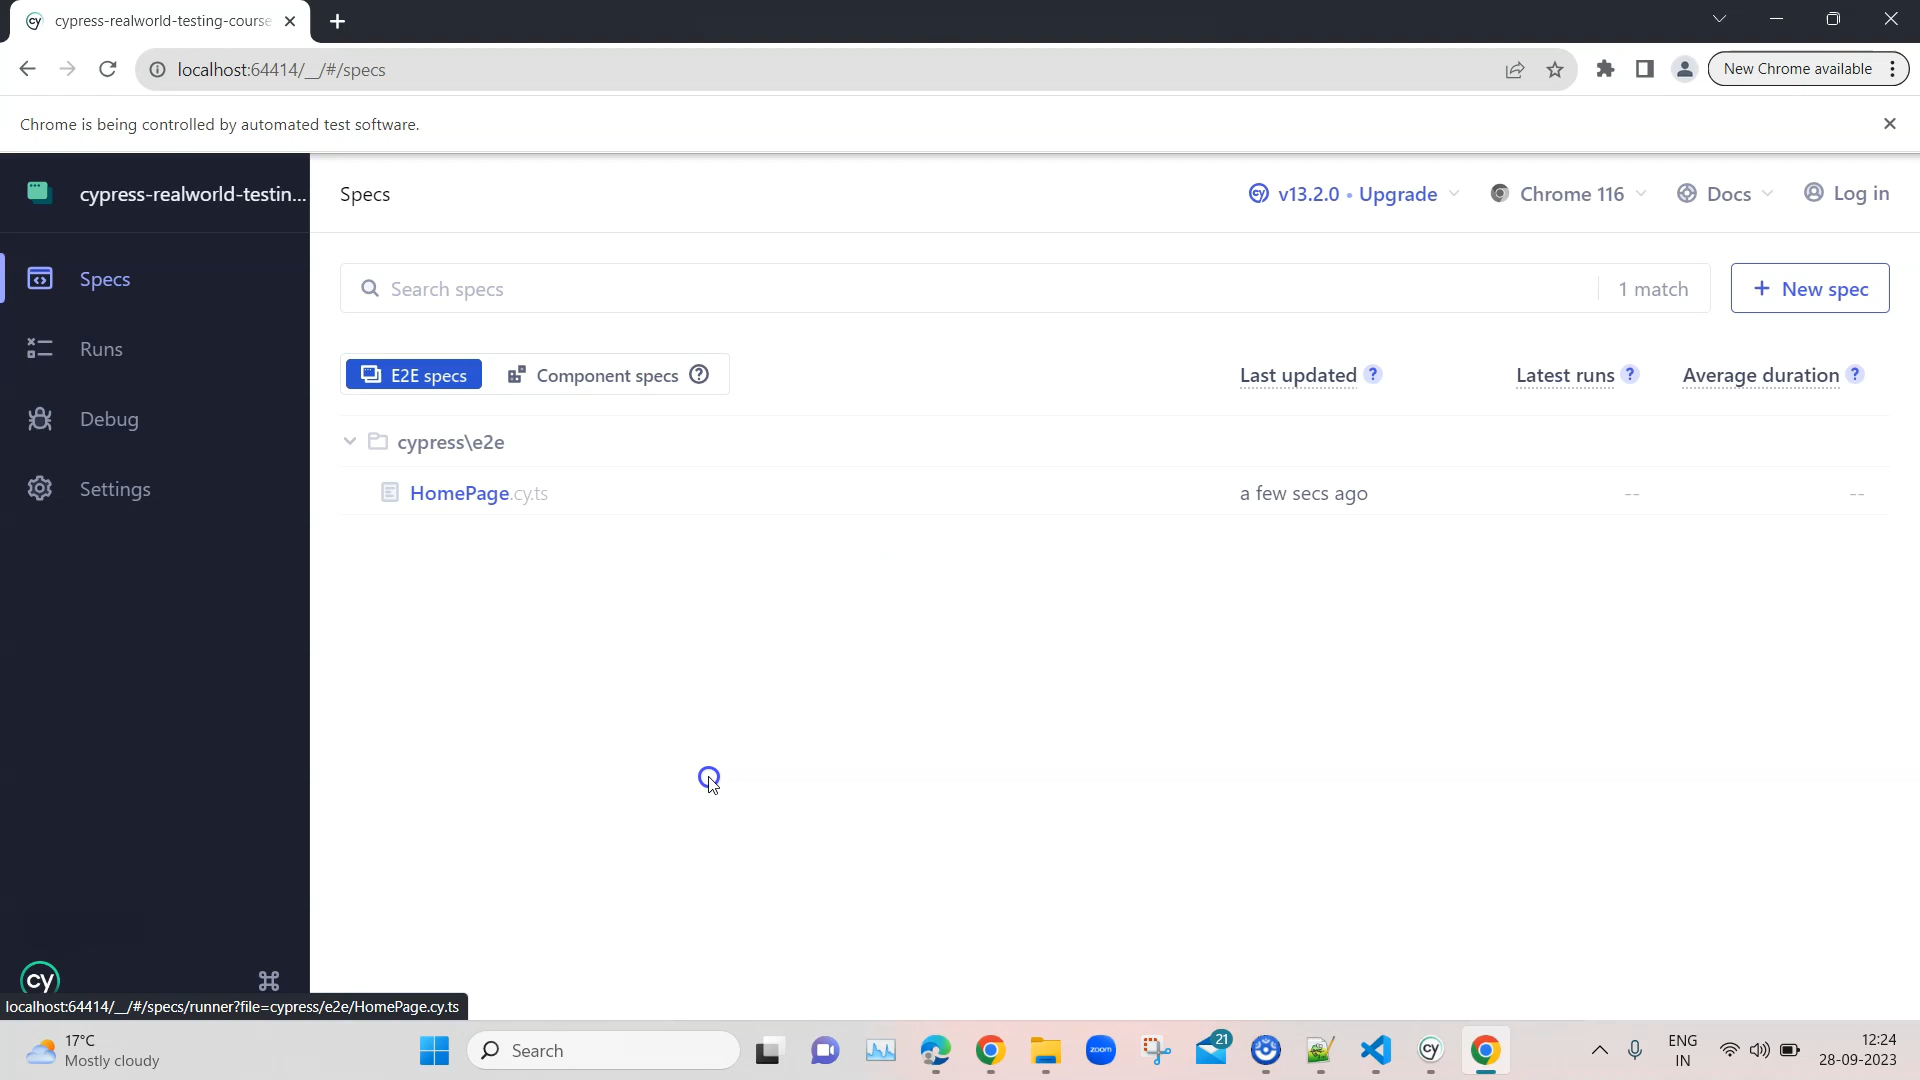 cypress-realworld-testing-course
localhost:64414/__/#/specs
New Chrome available
Chrome is being controlled by automated test software.
cypress-realworld-testin...
Specs
v13.2.0 • Upgrade
Chrome 116
Docs
Log in
Specs
Runs
Debug
Settings
Search specs
1 match
+ New spec
E2E specs
Component specs
Last updated ?
Latest runs ?
Average duration ?
cypress\e2e
HomePage.cy.ts
a few secs ago
--
--
cy
localhost:64414/__/#/specs/runner?file=cypress/e2e/HomePage.cy.ts
17°C
Mostly cloudy
Search
zoom
21
cy
ENG
IN
12:24
28-09-2023